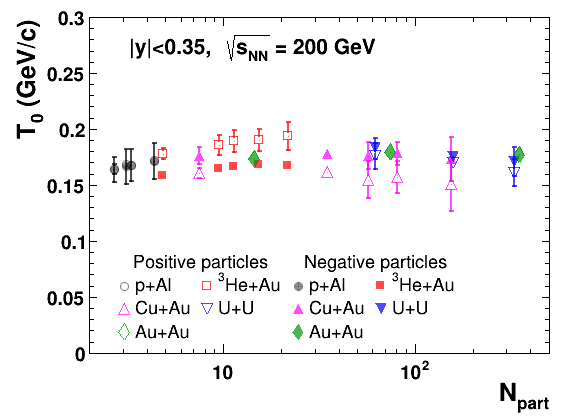 T₀ (GeV/c)
0.3
0.25
0.2
0.15
0.1
0.05
0
|y|<0.35, √sNN = 200 GeV
Positive particles Negative particles
p+Al ³He+Au p+Al ³He+Au
Cu+Au U+U Cu+Au U+U
Au+Au Au+Au
10 10²
Npart